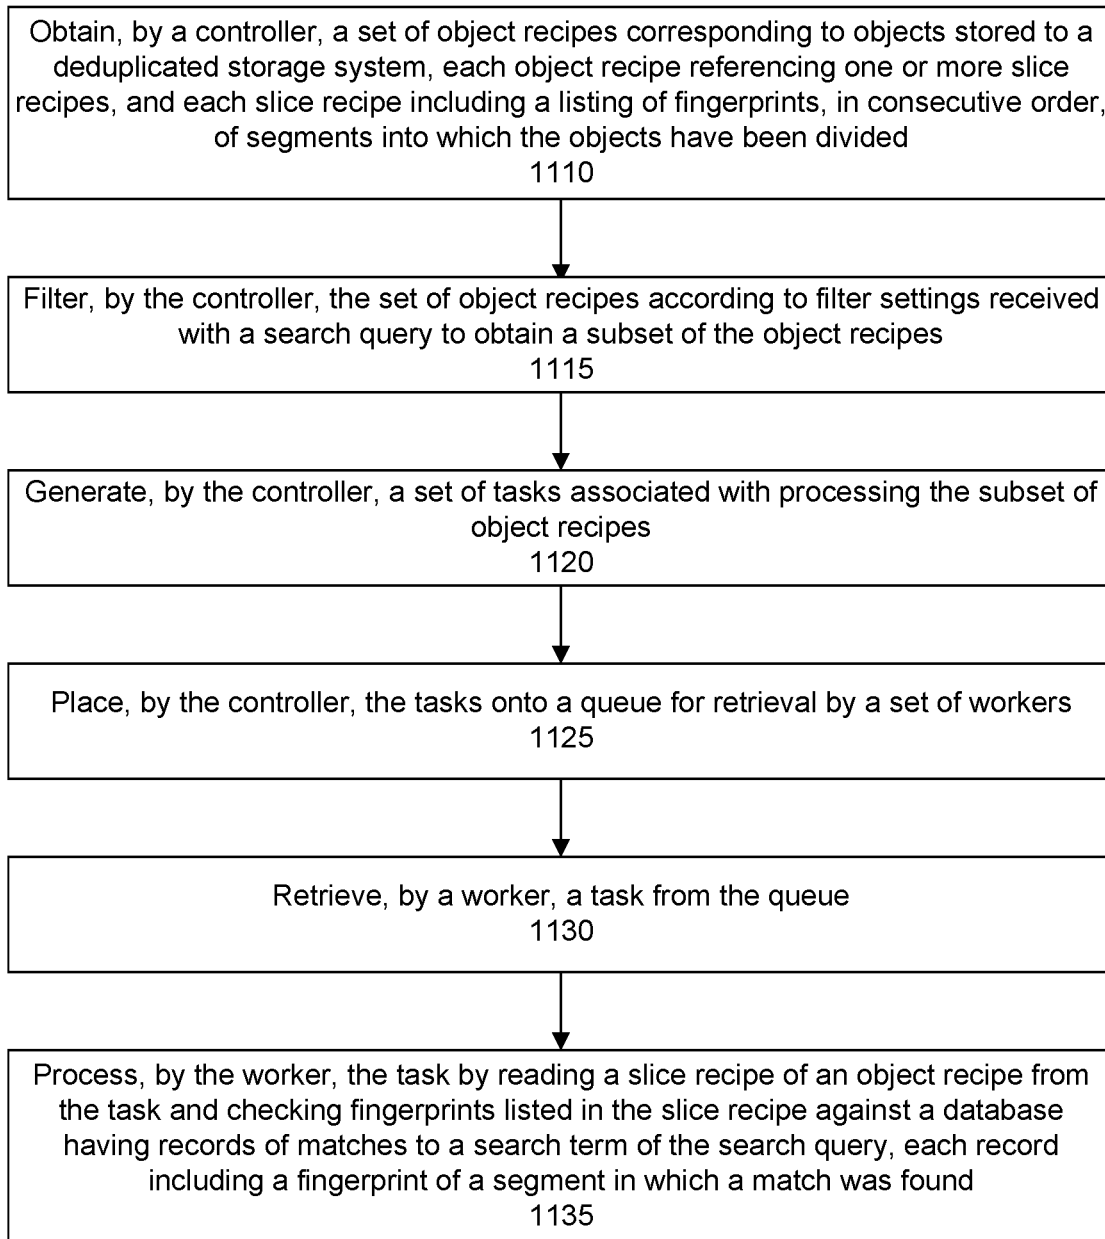 Obtain, by a controller, a set of object recipes corresponding to objects stored to a
deduplicated storage system, each object recipe referencing one or more slice
recipes, and each slice recipe including a listing of fingerprints, in consecutive order,
of segments into which the objects have been divided
1110
Filter, by the controller, the set of object recipes according to filter settings received
with a search query to obtain a subset of the object recipes
1115
Generate, by the controller, a set of tasks associated with processing the subset of
object recipes
1120
Place, by the controller, the tasks onto a queue for retrieval by a set of workers
1125
Retrieve, by a worker, a task from the queue
1130
Process, by the worker, the task by reading a slice recipe of an object recipe from
the task and checking fingerprints listed in the slice recipe against a database
having records of matches to a search term of the search query, each record
including a fingerprint of a segment in which a match was found
1135